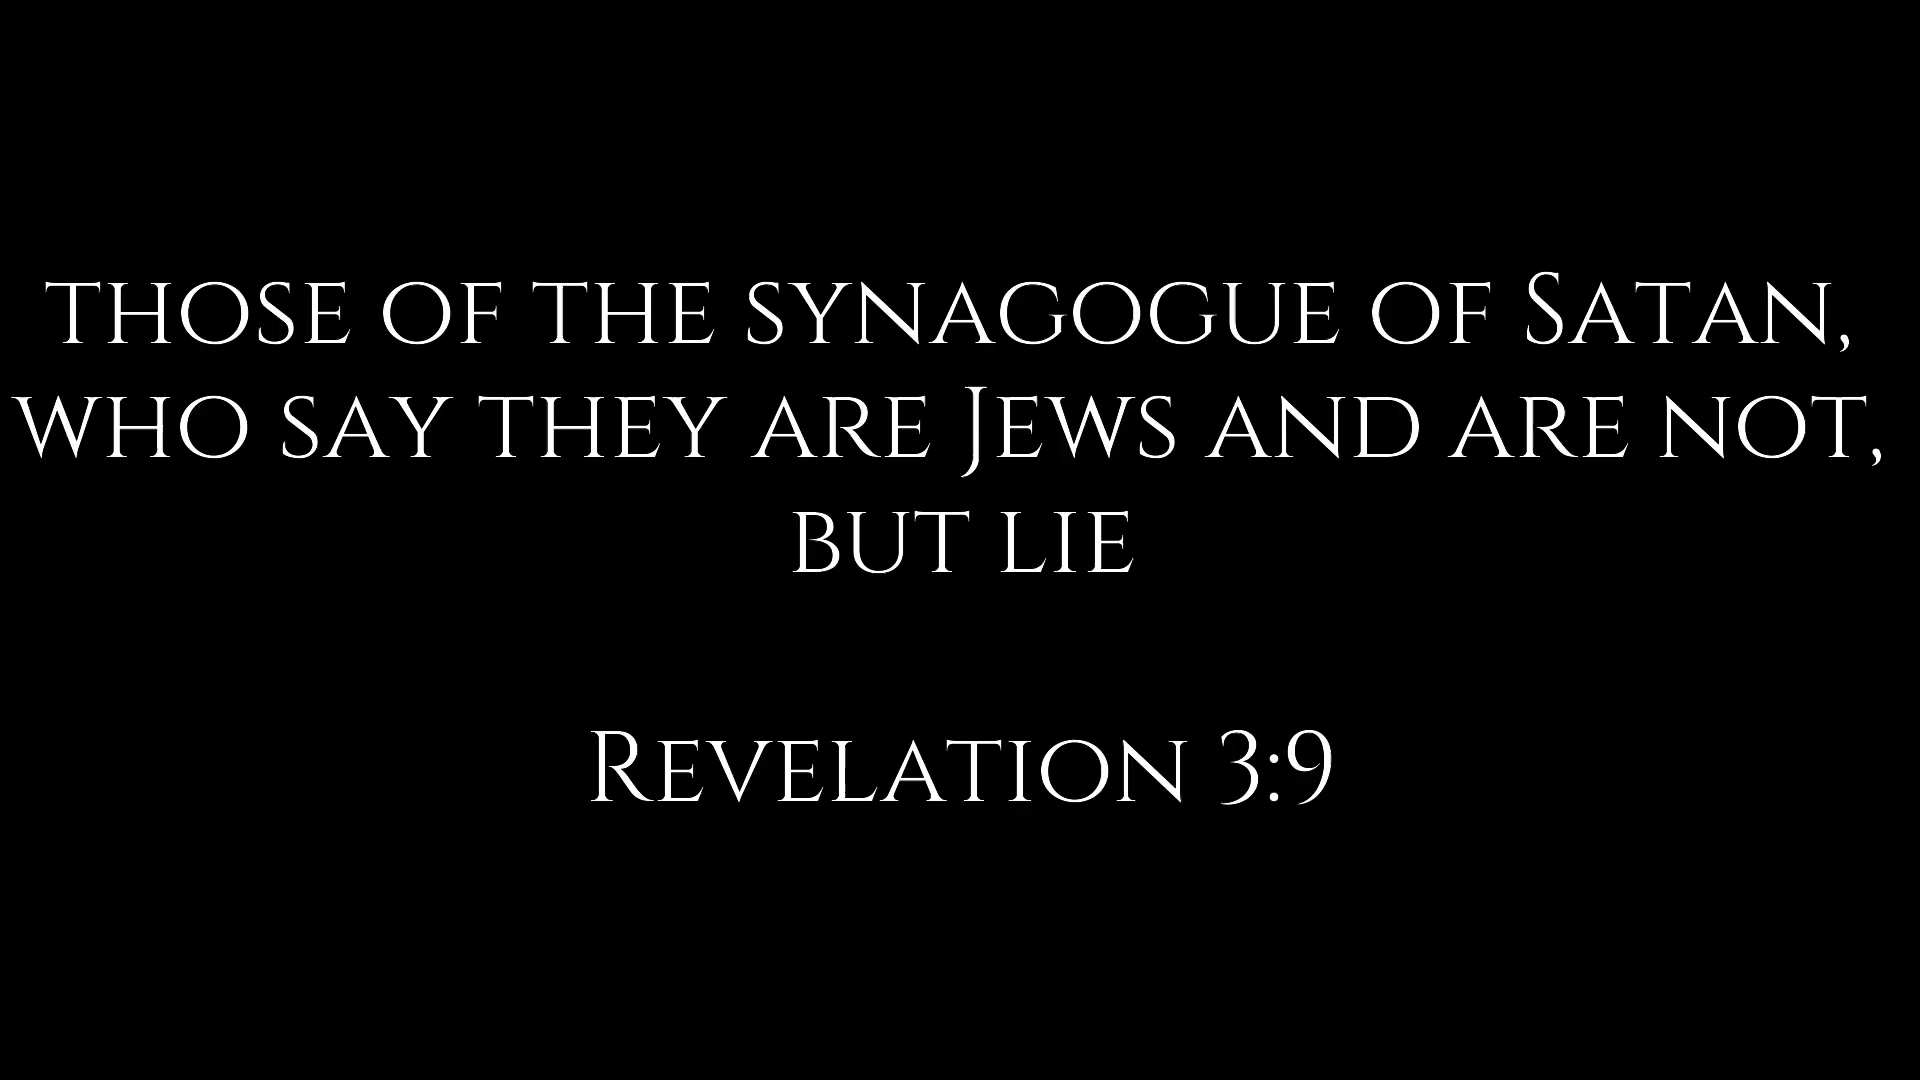 those of the synagogue of Satan,
who say they are Jews and are not,
but lie
Revelation 3:9